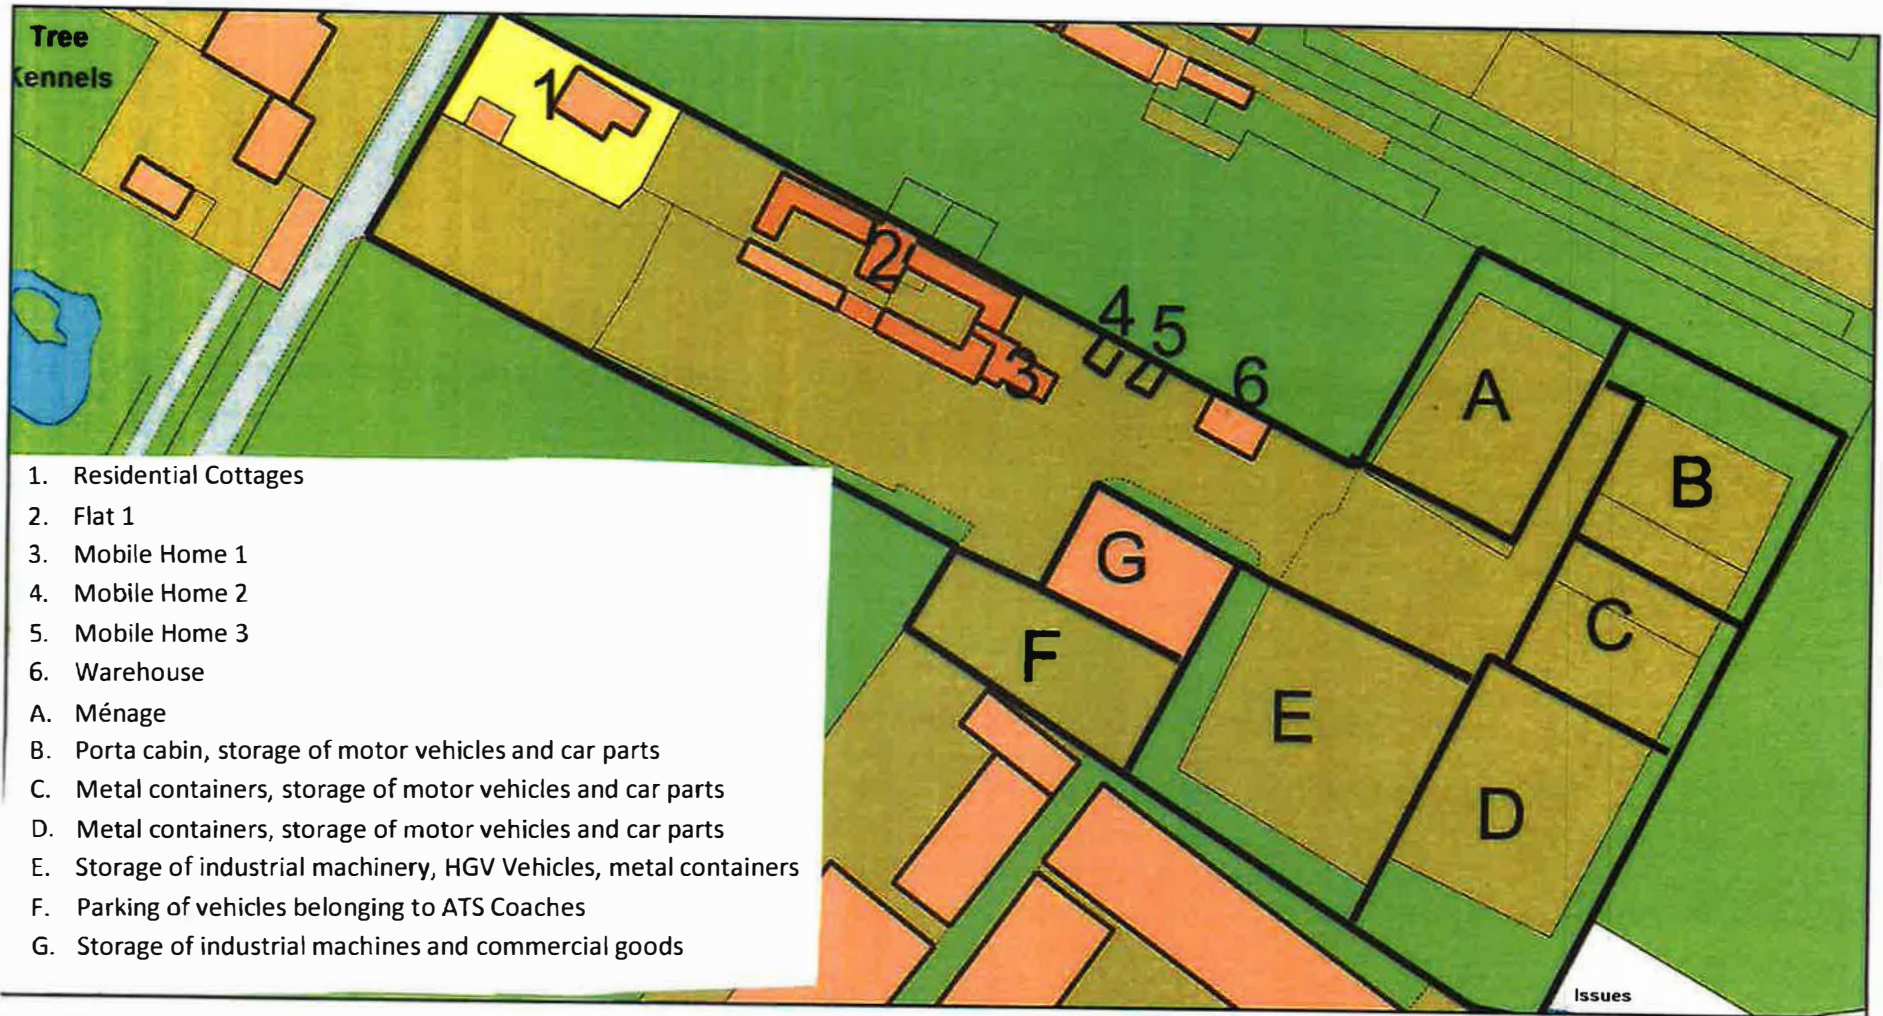 Tree
Kennels
1
2
3
4
5
6
A
B
C
D
E
F
G
1. Residential Cottages
2. Flat 1
3. Mobile Home 1
4. Mobile Home 2
5. Mobile Home 3
6. Warehouse
A. Ménage
B. Porta cabin, storage of motor vehicles and car parts
C. Metal containers, storage of motor vehicles and car parts
D. Metal containers, storage of motor vehicles and car parts
E. Storage of industrial machinery, HGV Vehicles, metal containers
F. Parking of vehicles belonging to ATS Coaches
G. Storage of industrial machines and commercial goods
Issues